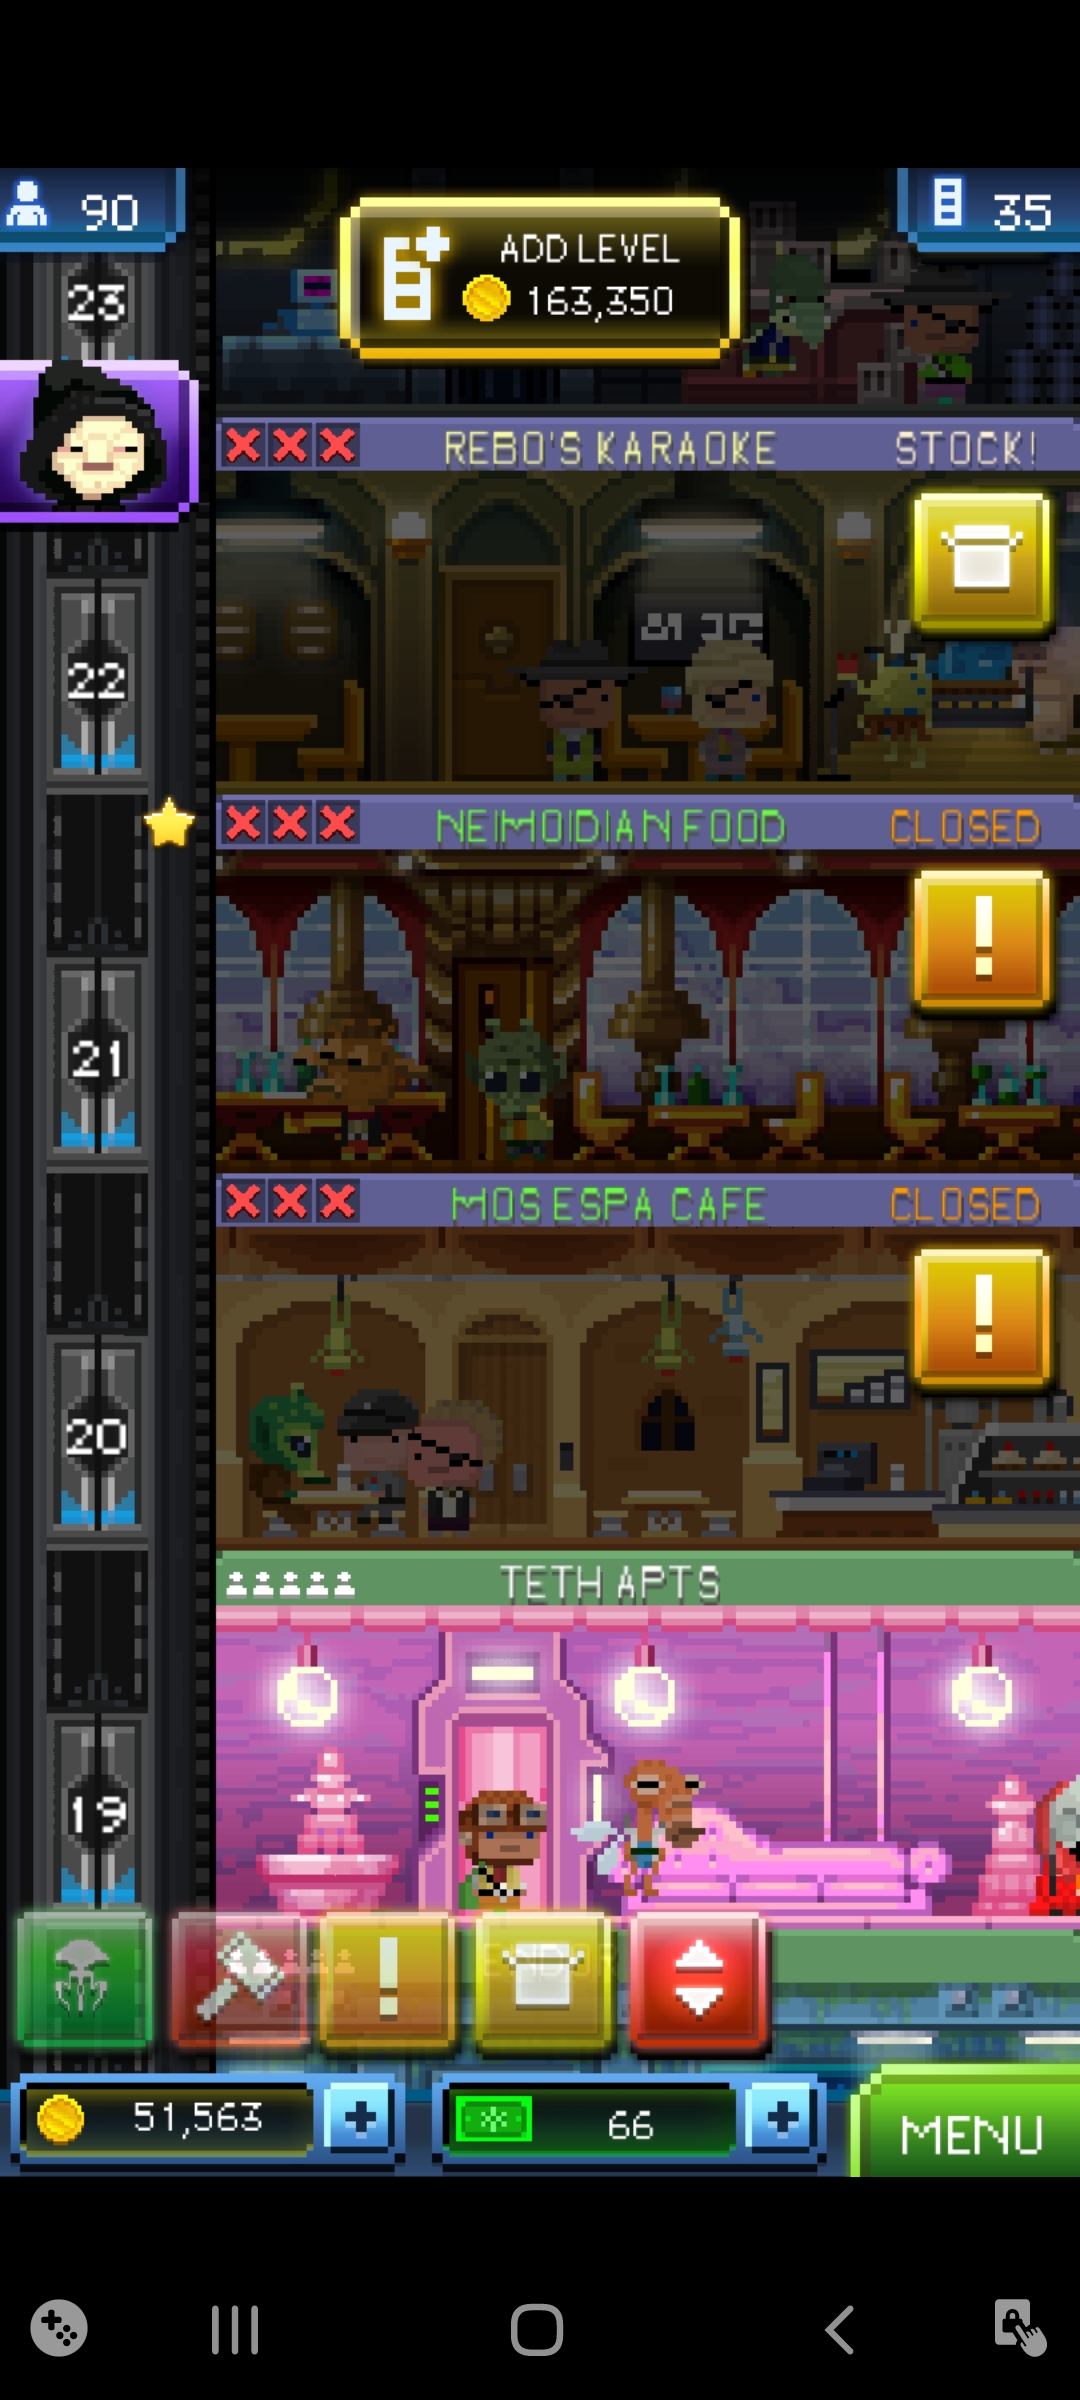 90
ADD LEVEL
163,350
35
23
REBO'S KARAOKE STOCK!
22
NEIMOIDIAN FOOD CLOSED
21
MOS ESPA CAFE CLOSED
20
TETH APTS
19
51,563
66
MENU